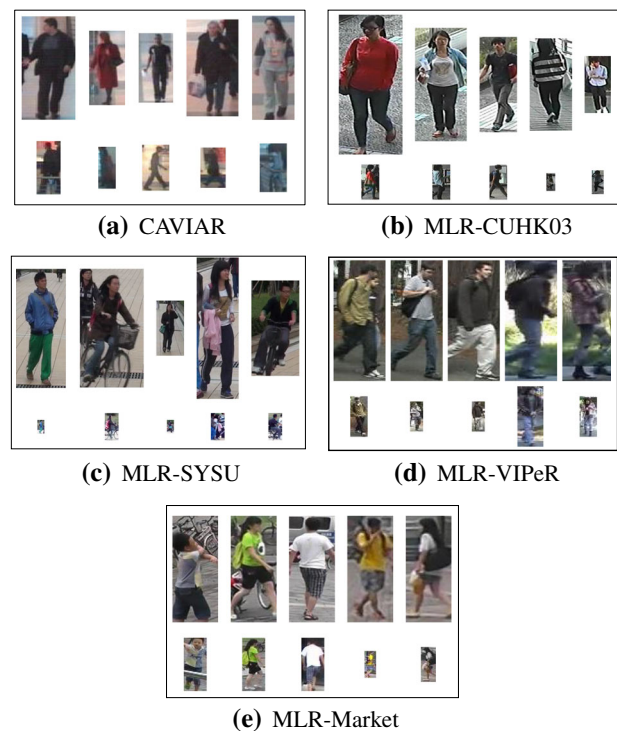 (a) CAVIAR
(b) MLR-CUHK03
(c) MLR-SYSU
(d) MLR-VIPeR
(e) MLR-Market